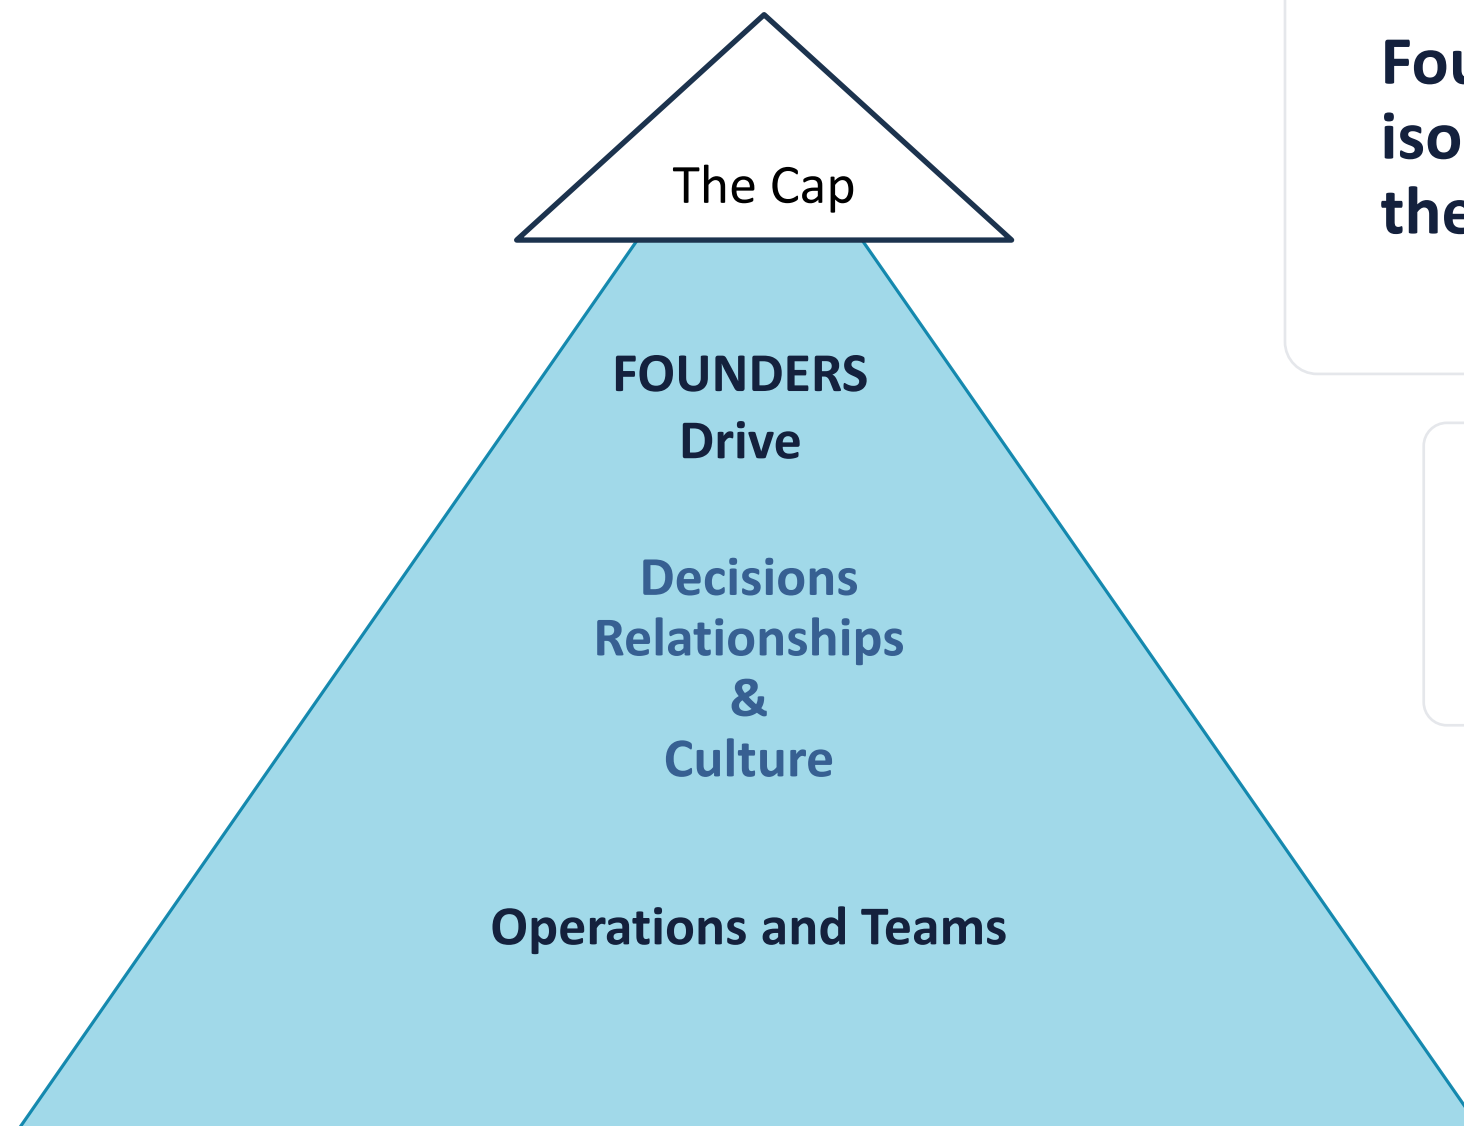 The Cap
FOUNDERS
Drive
Decisions
Relationships
&
Culture
Operations and Teams